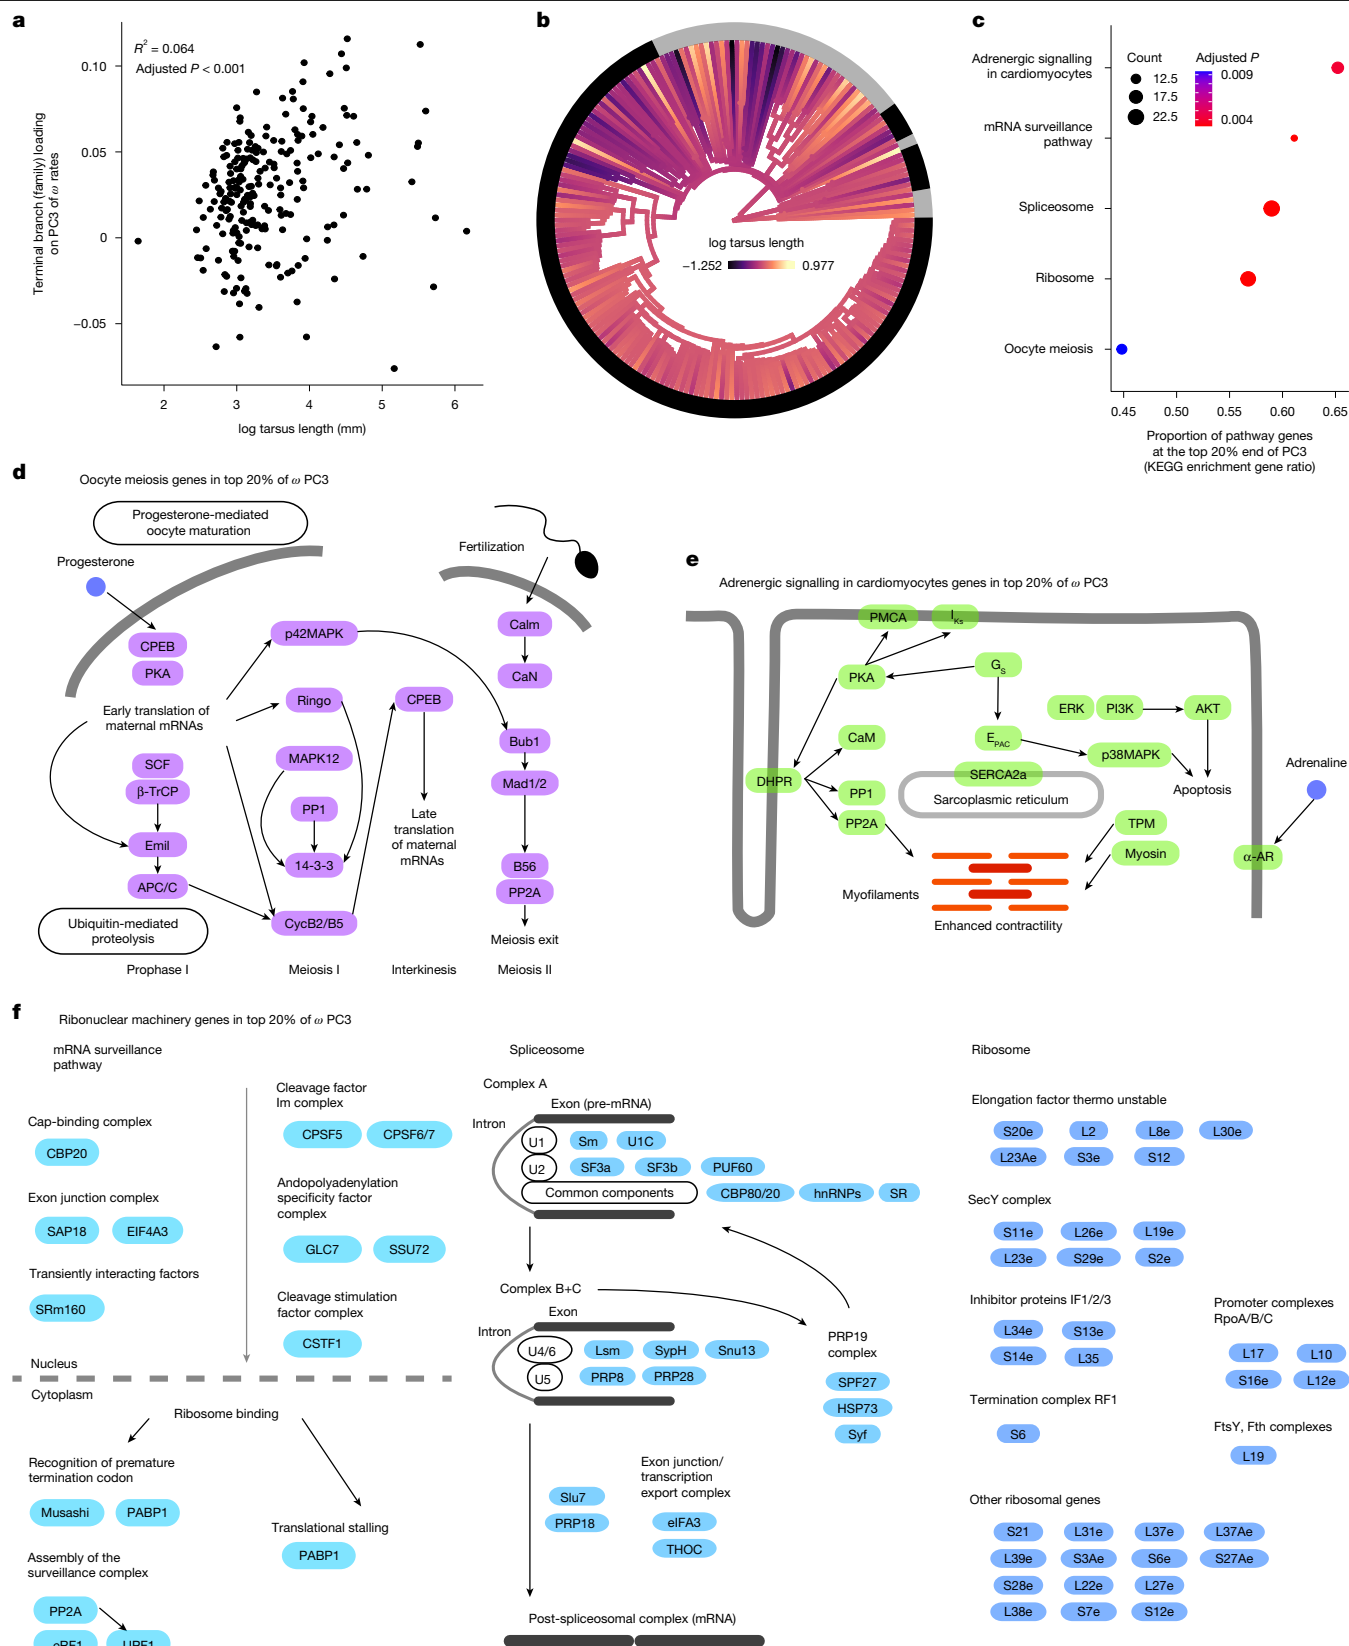 a
R² = 0.064
Adjusted P < 0.001
Terminal branch (family) loading
on PC3 of ω rates
0.10
0.05
0
−0.05
2
3
4
5
6
log tarsus length (mm)
b
log tarsus length
−1.252
0.977
c
Count
12.5
17.5
22.5
Adjusted P
0.009
0.004
Adrenergic signalling
in cardiomyocytes
mRNA surveillance
pathway
Spliceosome
Ribosome
Oocyte meiosis
0.45
0.50
0.55
0.60
0.65
Proportion of pathway genes
at the top 20% end of PC3
(KEGG enrichment gene ratio)
d
Oocyte meiosis genes in top 20% of ω PC3
Progesterone-mediated
oocyte maturation
Progesterone
CPEB
PKA
Early translation of
maternal mRNAs
SCF
β-TrCP
Emil
APC/C
Ubiquitin-mediated
proteolysis
Prophase I
p42MAPK
Ringo
MAPK12
PP1
14-3-3
CycB2/B5
Meiosis I
CPEB
Late
translation
of maternal
mRNAs
Interkinesis
Fertilization
Calm
CaN
Bub1
Mad1/2
B56
PP2A
Meiosis exit
Meiosis II
e
Adrenergic signalling in cardiomyocytes genes in top 20% of ω PC3
PMCA
IKs
PKA
GS
ERK
PI3K
AKT
CaM
EPAC
p38MAPK
DHPR
SERCA2a
Sarcoplasmic reticulum
Apoptosis
Adrenaline
PP1
PP2A
TPM
Myosin
α-AR
Myofilaments
Enhanced contractility
f
Ribonuclear machinery genes in top 20% of ω PC3
mRNA surveillance
pathway
Cap-binding complex
CBP20
Exon junction complex
SAP18
EIF4A3
Transiently interacting factors
SRm160
Nucleus
Cytoplasm
Cleavage factor
Im complex
CPSF5
CPSF6/7
Andopolyadenylation
specificity factor
complex
GLC7
SSU72
Cleavage stimulation
factor complex
CSTF1
Ribosome binding
Recognition of premature
termination codon
Musashi
PABP1
Translational stalling
PABP1
Assembly of the
surveillance complex
PP2A
eRF1
UPF1
Spliceosome
Complex A
Exon (pre-mRNA)
Intron
U1
Sm
U1C
U2
SF3a
SF3b
PUF60
Common components
CBP80/20
hnRNPs
SR
Complex B+C
Exon
Intron
U4/6
Lsm
SypH
Snu13
U5
PRP8
PRP28
PRP19
complex
SPF27
HSP73
Syf
Slu7
PRP18
Exon junction/
transcription
export complex
eIFA3
THOC
Post-spliceosomal complex (mRNA)
Ribosome
Elongation factor thermo unstable
S20e
L2
L8e
L30e
L23Ae
S3e
S12
SecY complex
S11e
L26e
L19e
L23e
S29e
S2e
Inhibitor proteins IF1/2/3
L34e
S13e
S14e
L35
Promoter complexes
RpoA/B/C
L17
L10
S16e
L12e
Termination complex RF1
S6
FtsY, Fth complexes
L19
Other ribosomal genes
S21
L31e
L37e
L37Ae
L39e
S3Ae
S6e
S27Ae
S28e
L22e
L27e
L38e
S7e
S12e